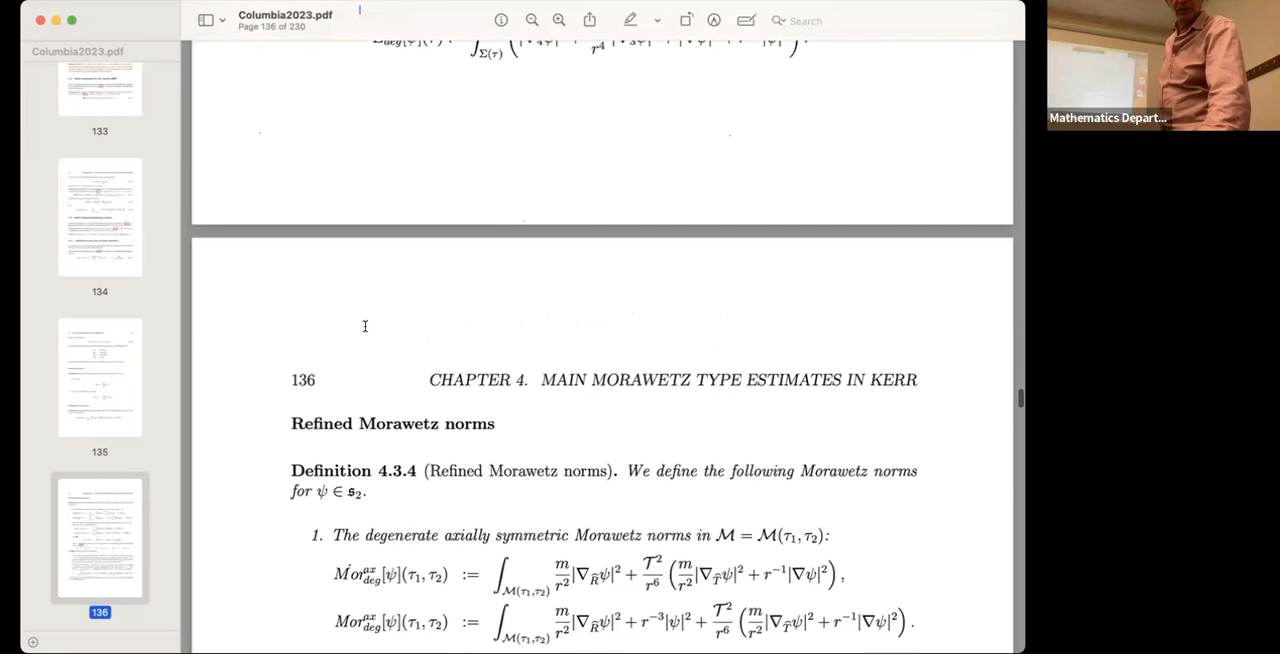 Columbia2023.pdf
Page 136 of 230
Search
Columbia2023.pdf
133
134
135
136
136 CHAPTER 4. MAIN MORAWETZ TYPE ESTIMATES IN KERR
Refined Morawetz norms
Definition 4.3.4 (Refined Morawetz norms). We define the following Morawetz norms
for ψ ∈ 𝔰₂.
1. The degenerate axially symmetric Morawetz norms in ℳ = ℳ(τ₁, τ₂):
Ṁor^{ax}_{deg}[ψ](τ₁, τ₂) := ∫_{ℳ(τ₁,τ₂)} m/r² |∇_{R̂}ψ|² + 𝒯²/r⁶ ( m/r² |∇_{T̂}ψ|² + r⁻¹|∇ψ|² ),
Mor^{ax}_{deg}[ψ](τ₁, τ₂) := ∫_{ℳ(τ₁,τ₂)} m/r² |∇_{R̂}ψ|² + r⁻³|ψ|² + 𝒯²/r⁶ ( m/r² |∇_{T̂}ψ|² + r⁻¹|∇ψ|² ).
Mathematics Depart...